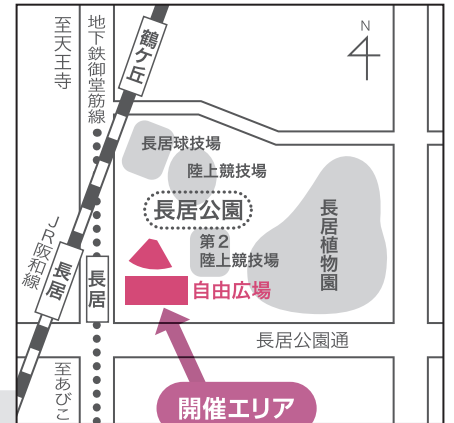 至天王寺
地下鉄御堂筋線
鶴ケ丘
N
長居球技場
陸上競技場
長居公園
第2
陸上競技場
長居植物園
自由広場
JR阪和線
長居
長居
長居公園通
至あびこ
開催エリア